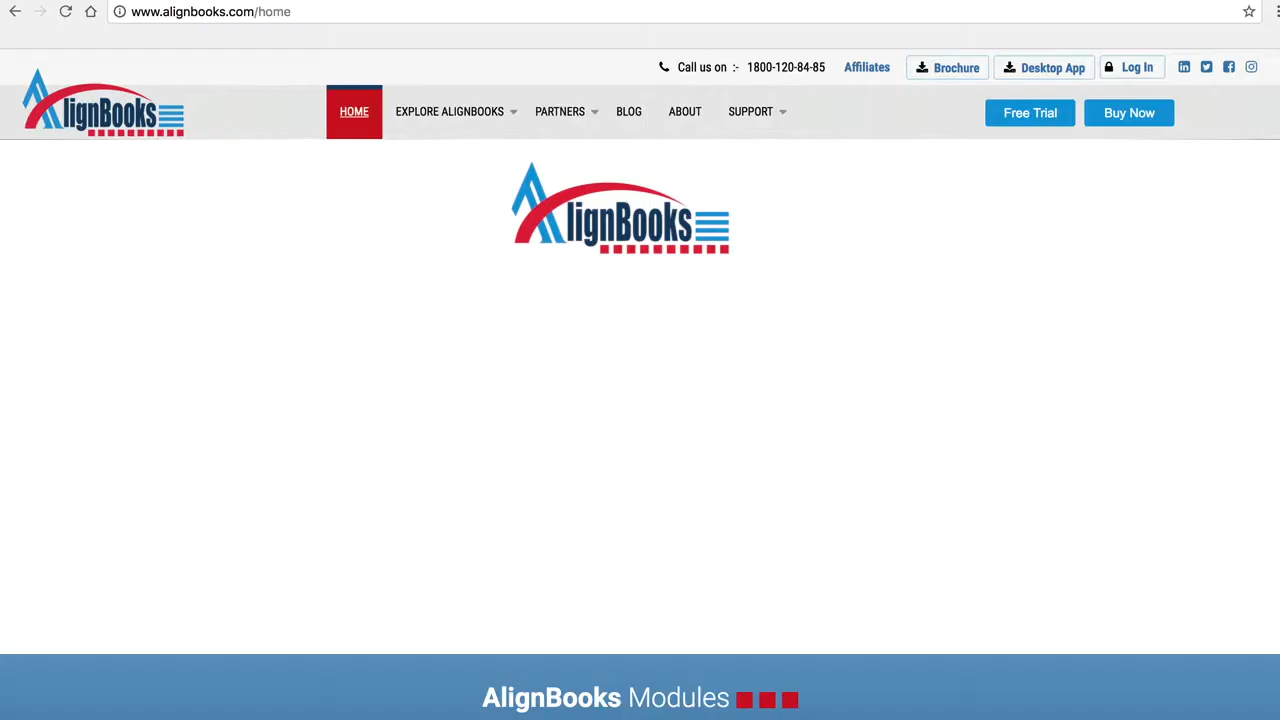 www.alignbooks.com/home
Call us on :- 1800-120-84-85 Affiliates Brochure Desktop App Log In
AlignBooks
HOME EXPLORE ALIGNBOOKS PARTNERS BLOG ABOUT SUPPORT Free Trial Buy Now
AlignBooks
AlignBooks Modules